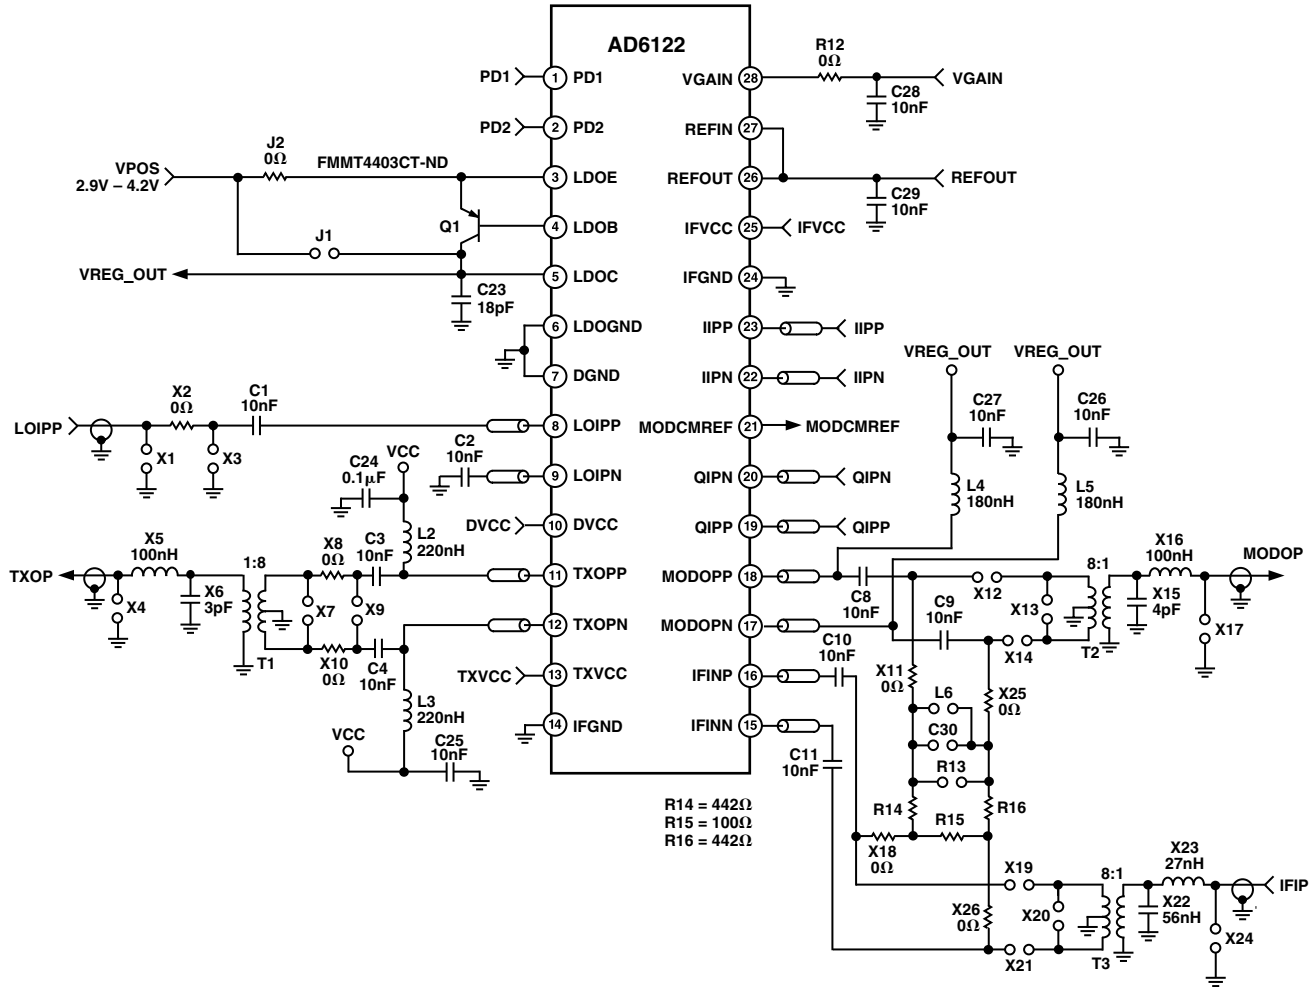 AD6122
PD1
1
PD1
PD2
2
PD2
J2
0Ω
FMMT4403CT-ND
VPOS
2.9V – 4.2V
3
LDOE
Q1
4
LDOB
J1
VREG_OUT
5
LDOC
C23
18pF
6
LDOGND
7
DGND
LOIPP
X2
0Ω
C1
10nF
X1
X3
8
LOIPP
C2
10nF
9
LOIPN
C24
0.1μF
VCC
DVCC
10
DVCC
L2
220nH
TXOP
X5
100nH
X4
X6
3pF
1:8
T1
X8
0Ω
C3
10nF
X7
X9
X10
0Ω
C4
10nF
11
TXOPP
12
TXOPN
TXVCC
13
TXVCC
L3
220nH
VCC
C25
10nF
14
IFGND
VGAIN
28
R12
0Ω
C28
10nF
VGAIN
REFIN
27
REFOUT
26
C29
10nF
REFOUT
IFVCC
25
IFVCC
IFGND
24
IIPP
23
IIPP
IIPN
22
IIPN
MODCMREF
21
MODCMREF
QIPN
20
QIPN
QIPP
19
QIPP
VREG_OUT
VREG_OUT
C27
10nF
C26
10nF
L4
180nH
L5
180nH
MODOPP
18
C8
10nF
X12
X13
8:1
T2
X16
100nH
X15
4pF
MODOP
X17
MODOPN
17
C9
10nF
X14
IFINP
16
C10
10nF
X11
0Ω
X25
0Ω
L6
C30
R13
IFINN
15
C11
10nF
R14 = 442Ω
R15 = 100Ω
R16 = 442Ω
R14
R15
R16
X18
0Ω
X19
X20
X26
0Ω
X21
8:1
T3
X23
27nH
X22
56nH
IFIP
X24